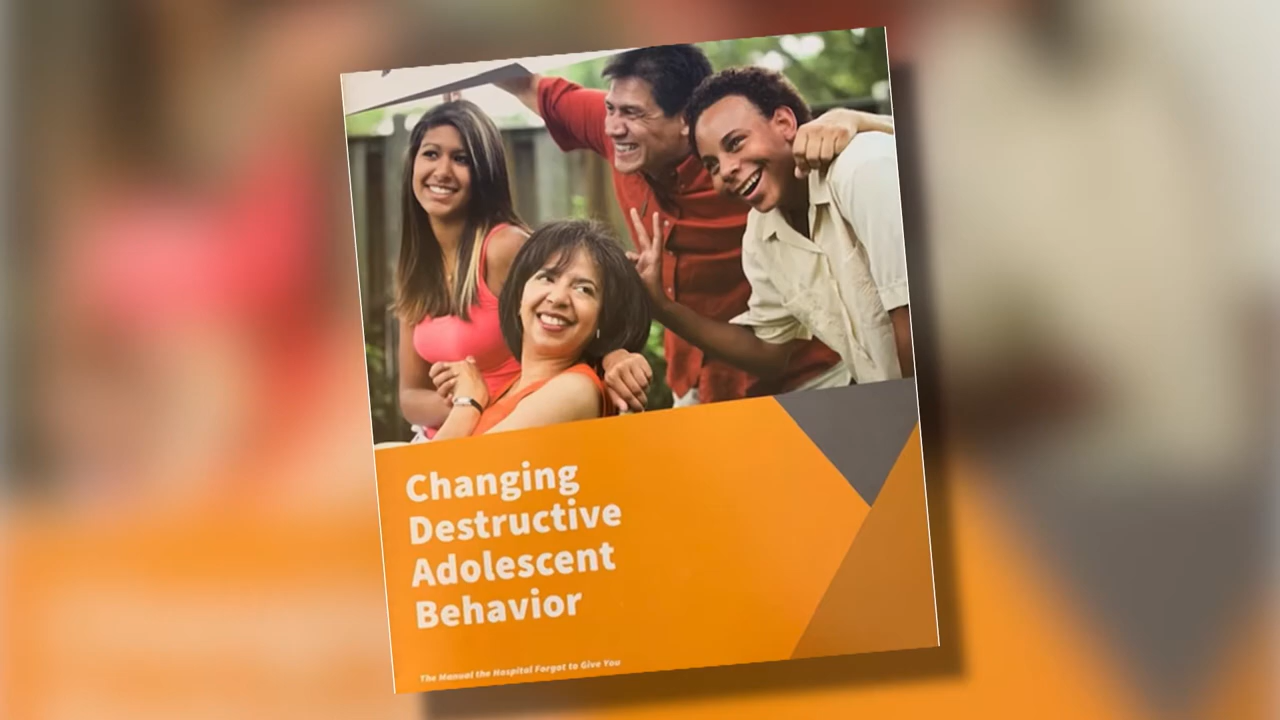 Changing
Destructive
Adolescent
Behavior
The Manual the Hospital Forgot to Give You